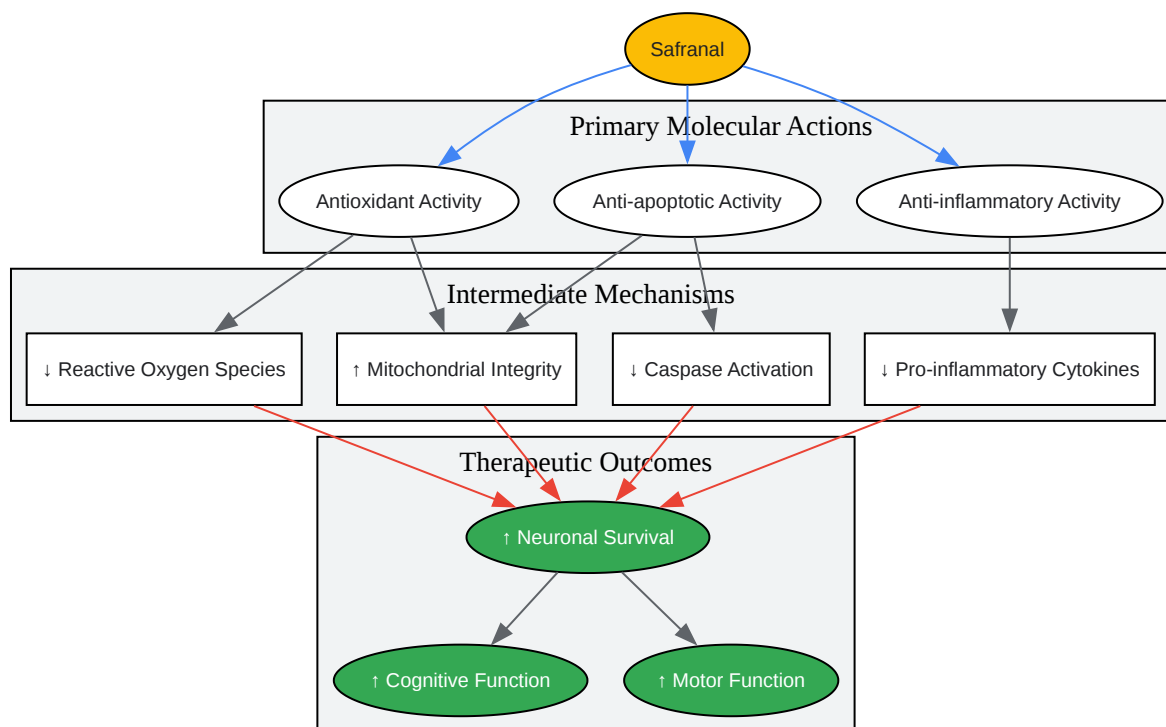 Safranal
Primary Molecular Actions
Antioxidant Activity
Anti-apoptotic Activity
Anti-inflammatory Activity
Intermediate Mechanisms
↓ Reactive Oxygen Species
↑ Mitochondrial Integrity
↓ Caspase Activation
↓ Pro-inflammatory Cytokines
Therapeutic Outcomes
↑ Neuronal Survival
↑ Cognitive Function
↑ Motor Function